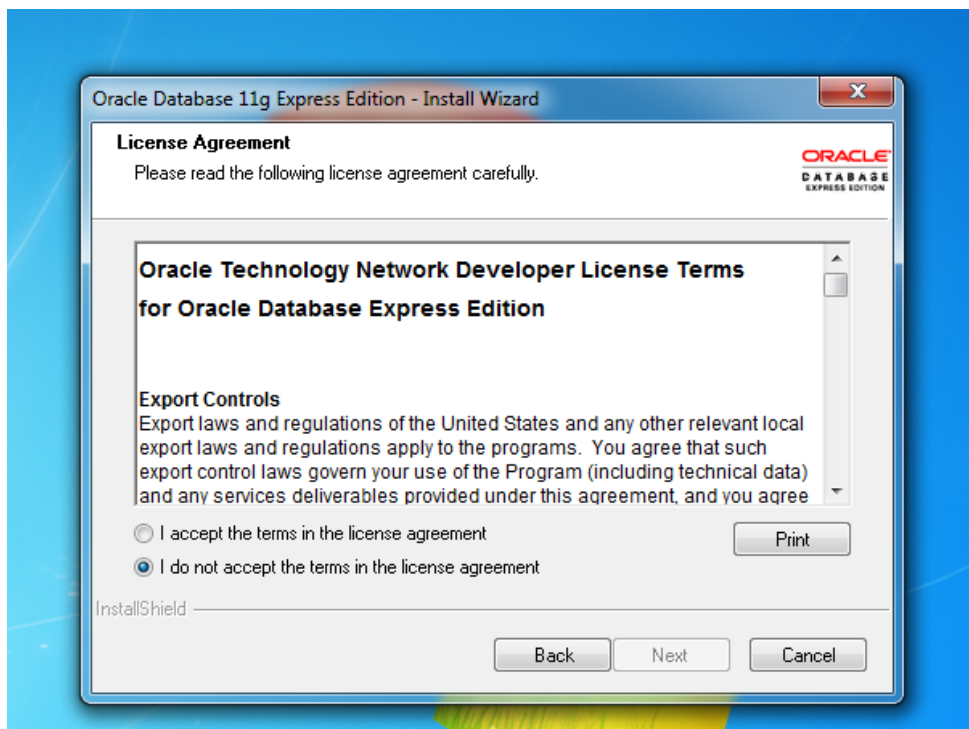 Oracle Database 11g Express Edition - Install Wizard
License Agreement
Please read the following license agreement carefully.
ORACLE
DATABASE
EXPRESS EDITION
Oracle Technology Network Developer License Terms
for Oracle Database Express Edition
Export Controls
Export laws and regulations of the United States and any other relevant local
export laws and regulations apply to the programs.  You agree that such
export control laws govern your use of the Program (including technical data)
and any services deliverables provided under this agreement, and you agree
I accept the terms in the license agreement
Print
I do not accept the terms in the license agreement
InstallShield
Back
Next
Cancel